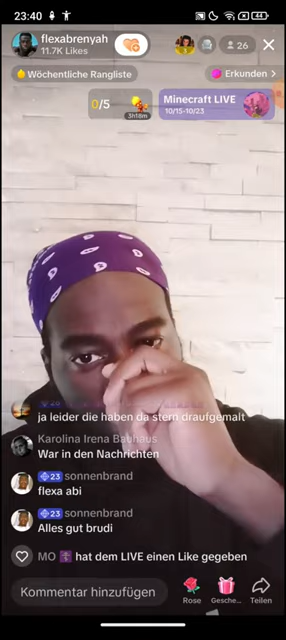 23:40
44
flexabrenyah
11.7K Likes
26
Wöchentliche Rangliste
Erkunden >
0/5
3h18m
Minecraft LIVE
10/15-10/23
ja leider die haben da stern draufgemalt
Karolina Irena Bauhaus
War in den Nachrichten
23 sonnenbrand
flexa abi
23 sonnenbrand
Alles gut brudi
MO hat dem LIVE einen Like gegeben
Kommentar hinzufügen
Rose
Gesche...
Teilen